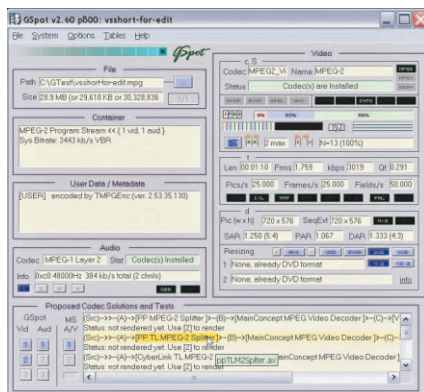 GSpot v2.60 p800: vsshort-for-edit
File System Options Tables Help
GSpot
File
Path C:\GTest\vsshort-for-edit.mpg
Size 28.9 MB (or 29,618 KB or 30,328,836
1/1
Container
MPEG-2 Program Stream << { 1 vid, 1 aud }
Sys Bitrate: 3443 kb/s VBR
User Data / Metadata
[USER] encoded by TMPGEnc (ver. 2.53.35.130)
Audio
Codec MPEG-1 Layer 2 Stat Codec(s) Installed
Info 0xc0:48000Hz 384 kb/s total (2 chnls)
Video
c, S
Codec MPEG2_Vi Name MPEG-2
Status Codec(s) are Installed
2 max N=13 (100%)
t
Len 00:01:10 Frms 1,759 kbps 3019 Qf 0.291
Pics/s 25.000 Frames/s 25.000 Fields/s 50.000
d
Pic (w x h) 720 x 576 SeqExt 720 x 576
SAR 1.250 (5:4) PAR 1.067 DAR 1.333 (4:3)
Resizing
1 None, already DVD format
2 None, already DVD format info
Proposed Codec Solutions and Tests
GSpot MS
Vid Aud A/V
(Src)-->--(A)->[PP MPEG-2 Splitter ]>-(B)->[MainConcept MPEG Video Decoder]-->-(C)->[V
Status: not rendered yet. Use [2] to render
(Src)-->--(A)->[PP TL MPEG-2 Splitter ]>-(B)->[MainConcept MPEG Video Decoder ]-->-(C)
Status: not rendered yet. Use [2] to render
(Src)-->--(A)->[CyberLink TL MPEG-2 MainConcept MPEG Video Decoder ]
Status: not rendered yet. Use [2] to render
ppTLM2Splter.ax